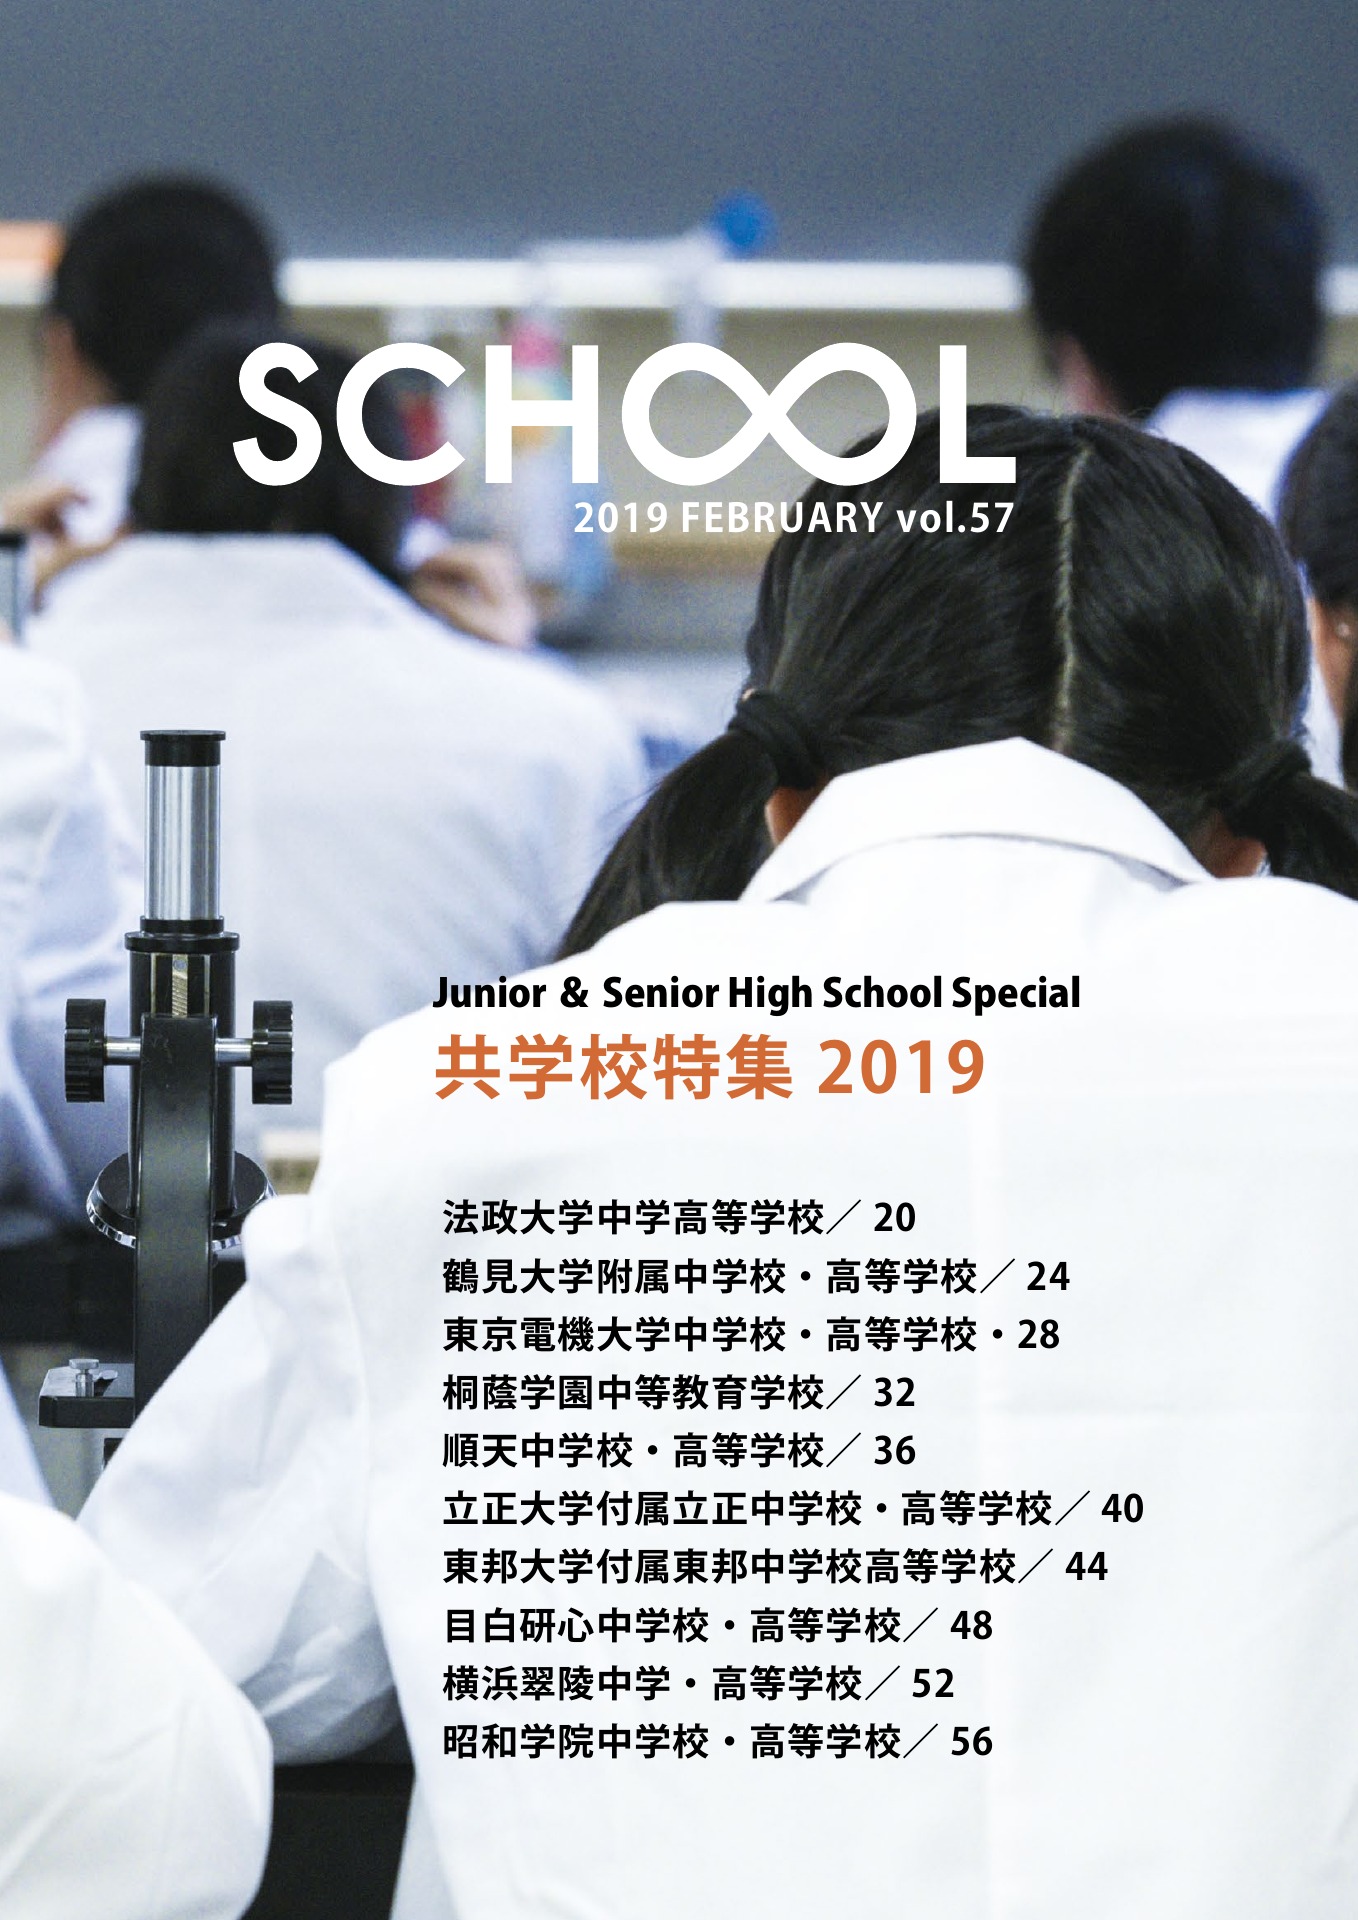 SCHOOL
2019 FEBRUARY vol.57
Junior & Senior High School Special
共学校特集 2019
法政大学中学高等学校／ 20
鶴見大学附属中学校・高等学校／ 24
東京電機大学中学校・高等学校・28
桐蔭学園中等教育学校／ 32
順天中学校・高等学校／ 36
立正大学付属立正中学校・高等学校／ 40
東邦大学付属東邦中学校高等学校／ 44
目白研心中学校・高等学校／ 48
横浜翠陵中学・高等学校／ 52
昭和学院中学校・高等学校／ 56